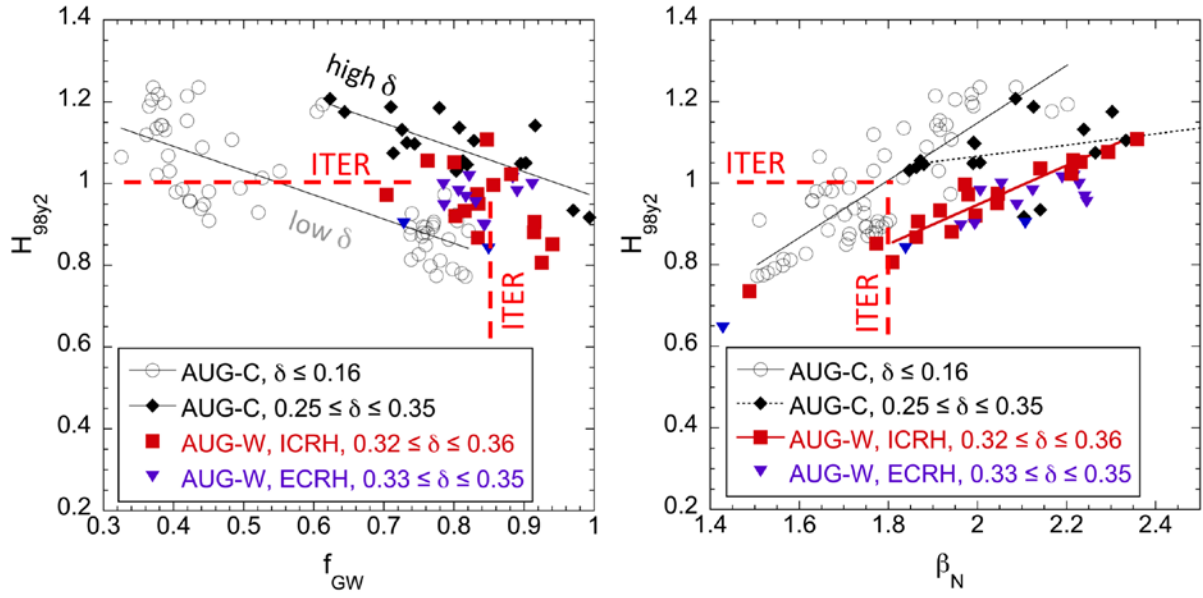 1.4
1.2
1
0.8
0.6
0.4
0.2
H98y2
high δ
ITER
low δ
ITER
AUG-C, δ ≤ 0.16
AUG-C, 0.25 ≤ δ ≤ 0.35
AUG-W, ICRH, 0.32 ≤ δ ≤ 0.36
AUG-W, ECRH, 0.33 ≤ δ ≤ 0.35
0.3 0.4 0.5 0.6 0.7 0.8 0.9 1
fGW
1.4
1.2
1
0.8
0.6
0.4
0.2
H98y2
ITER
ITER
AUG-C, δ ≤ 0.16
AUG-C, 0.25 ≤ δ ≤ 0.35
AUG-W, ICRH, 0.32 ≤ δ ≤ 0.36
AUG-W, ECRH, 0.33 ≤ δ ≤ 0.35
1.4 1.6 1.8 2 2.2 2.4
βN